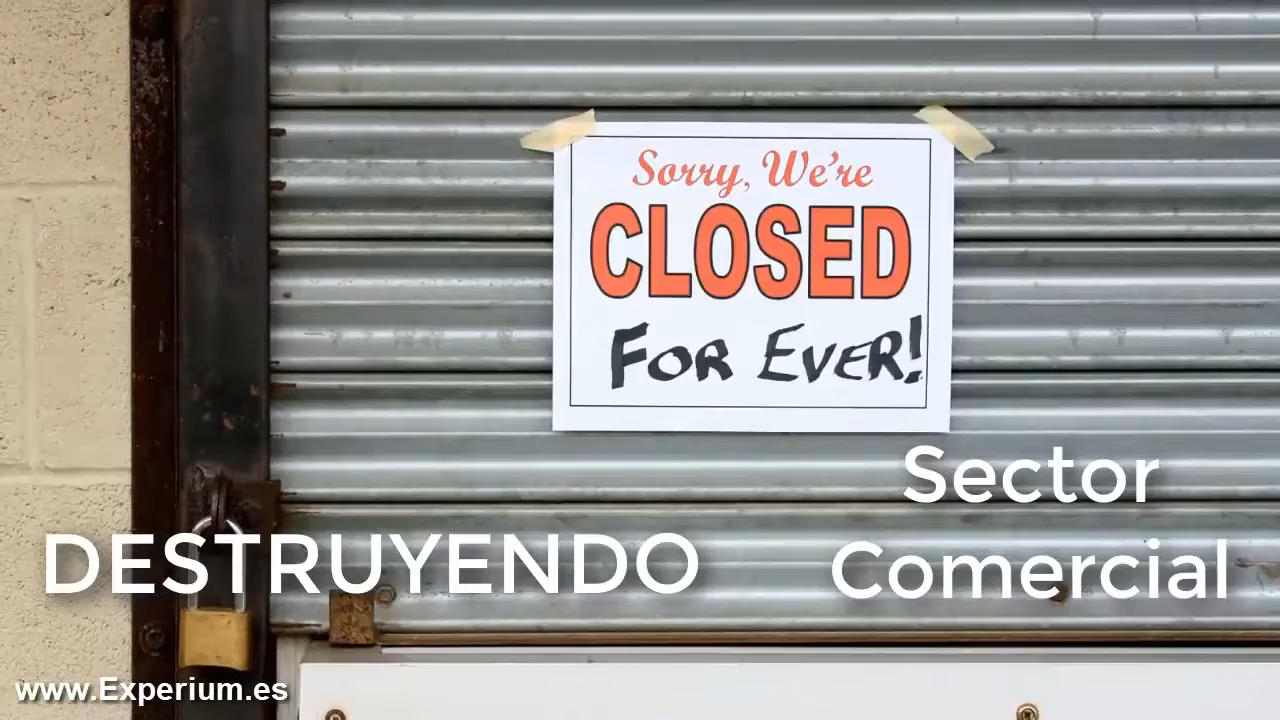 Sorry, We're
CLOSED
FOR EVER!
Sector
DESTRUYENDO
Comercial
www.Experium.es